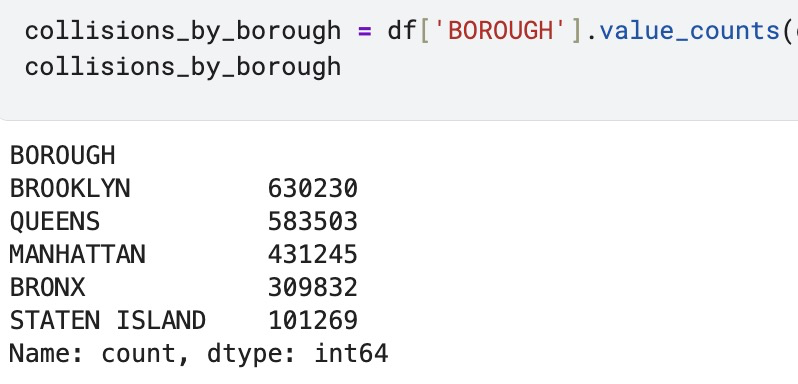 collisions_by_borough = df['BOROUGH'].value_counts(
collisions_by_borough
BOROUGH
BROOKLYN 630230
QUEENS 583503
MANHATTAN 431245
BRONX 309832
STATEN ISLAND 101269
Name: count, dtype: int64